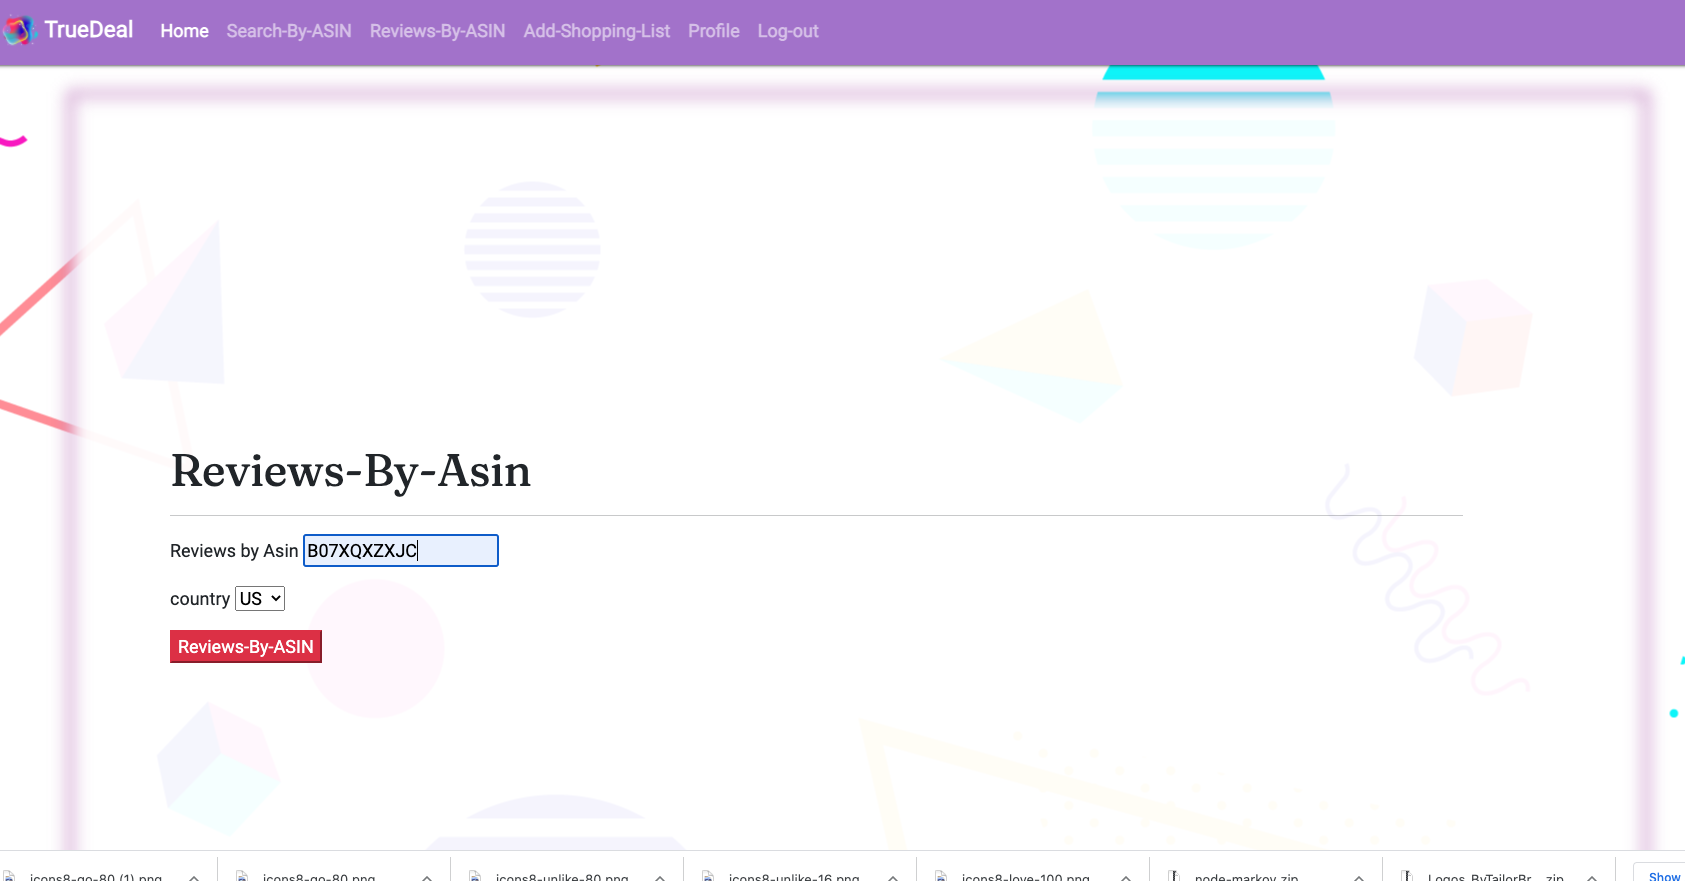 TrueDeal Home Search-By-ASIN Reviews-By-ASIN Add-Shopping-List Profile Log-out
Reviews-By-Asin
Reviews by Asin B07XQXZXJC
country US
Reviews-By-ASIN
icons8-go-80 (1).png icons8-go-80.png icons8-unlike-80.png icons8-unlike-16.png icons8-love-100.png node-markov.zip Logos_ByTailorBr....zip Show